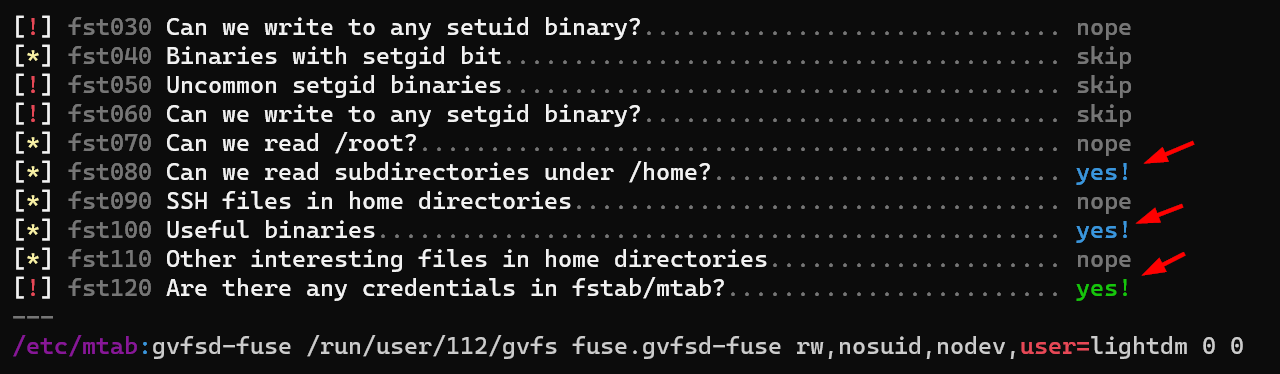 [!] fst030 Can we write to any setuid binary?............................... nope
[*] fst040 Binaries with setgid bit......................................... skip
[!] fst050 Uncommon setgid binaries......................................... skip
[!] fst060 Can we write to any setgid binary?............................... skip
[*] fst070 Can we read /root?............................................... nope
[*] fst080 Can we read subdirectories under /home?.......................... yes!
[*] fst090 SSH files in home directories.................................... nope
[*] fst100 Useful binaries.................................................. yes!
[*] fst110 Other interesting files in home directories...................... nope
[!] fst120 Are there any credentials in fstab/mtab?......................... yes!
---
/etc/mtab:gvfsd-fuse /run/user/112/gvfs fuse.gvfsd-fuse rw,nosuid,nodev,user=lightdm 0 0